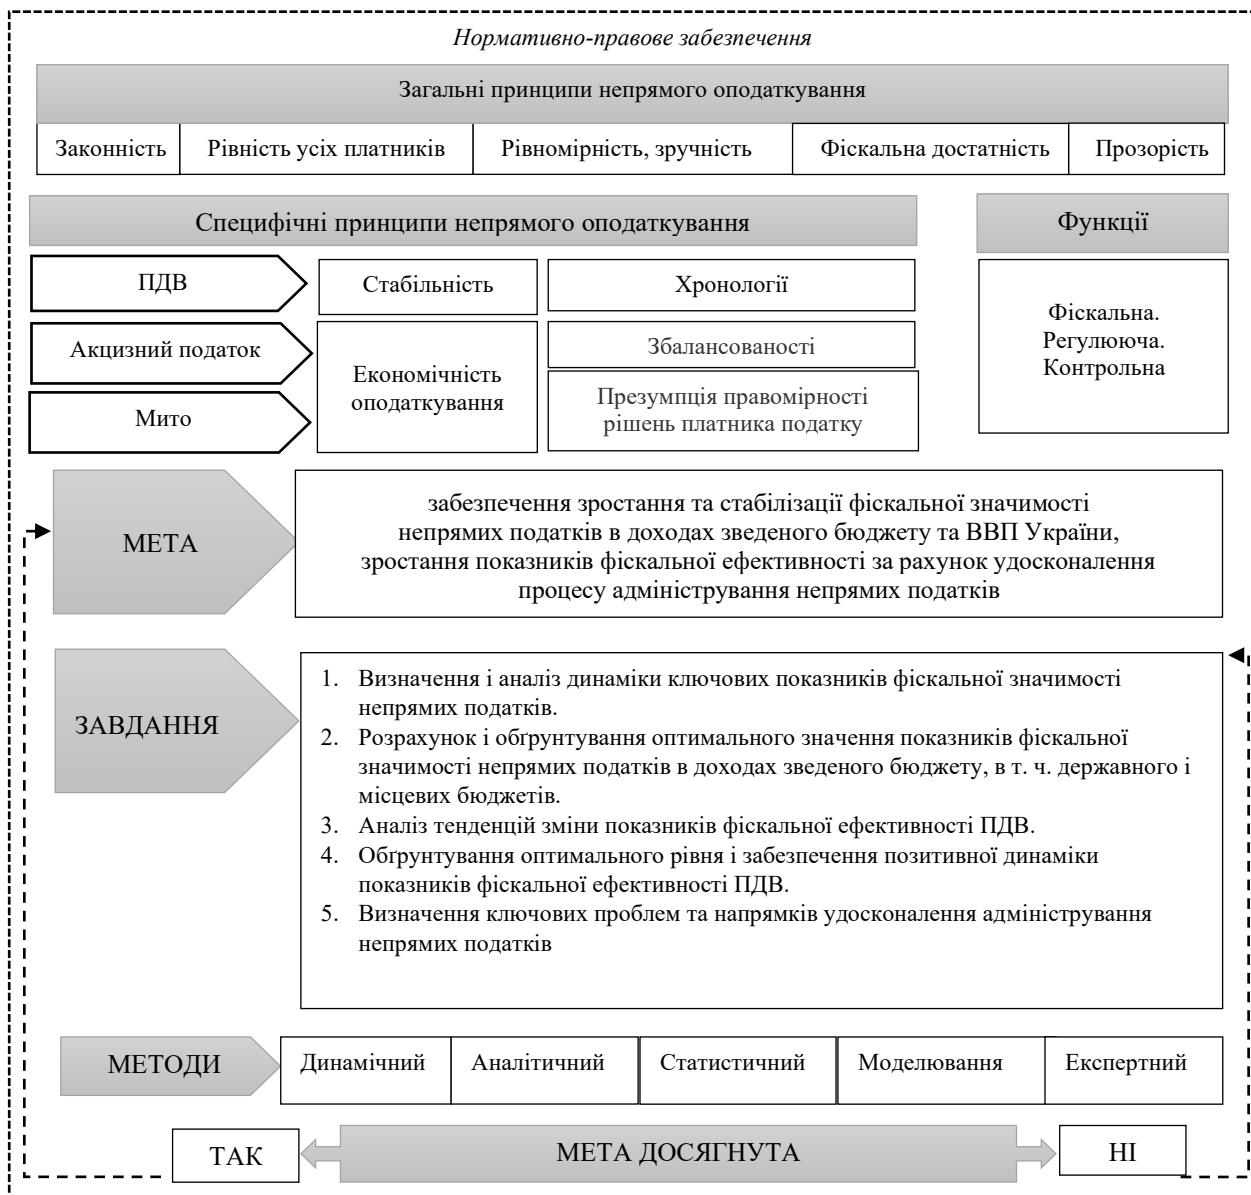 Нормативно-правове забезпечення
Загальні принципи непрямого оподаткування
Законність
Рівність усіх платників
Рівномірність, зручність
Фіскальна достатність
Прозорість
Специфічні принципи непрямого оподаткування
Функції
ПДВ
Стабільність
Хронології
Акцизний податок
Економічність
оподаткування
Збалансованості
Мито
Презумпція правомірності
рішень платника податку
Фіскальна.
Регулююча.
Контрольна
МЕТА
забезпечення зростання та стабілізації фіскальної значимості
непрямих податків в доходах зведеного бюджету та ВВП України,
зростання показників фіскальної ефективності за рахунок удосконалення
процесу адміністрування непрямих податків
ЗАВДАННЯ
1. Визначення і аналіз динаміки ключових показників фіскальної значимості
непрямих податків.
2. Розрахунок і обґрунтування оптимального значення показників фіскальної
значимості непрямих податків в доходах зведеного бюджету, в т. ч. державного і
місцевих бюджетів.
3. Аналіз тенденцій зміни показників фіскальної ефективності ПДВ.
4. Обґрунтування оптимального рівня і забезпечення позитивної динаміки
показників фіскальної ефективності ПДВ.
5. Визначення ключових проблем та напрямків удосконалення адміністрування
непрямих податків
МЕТОДИ
Динамічний
Аналітичний
Статистичний
Моделювання
Експертний
ТАК
МЕТА ДОСЯГНУТА
НІ